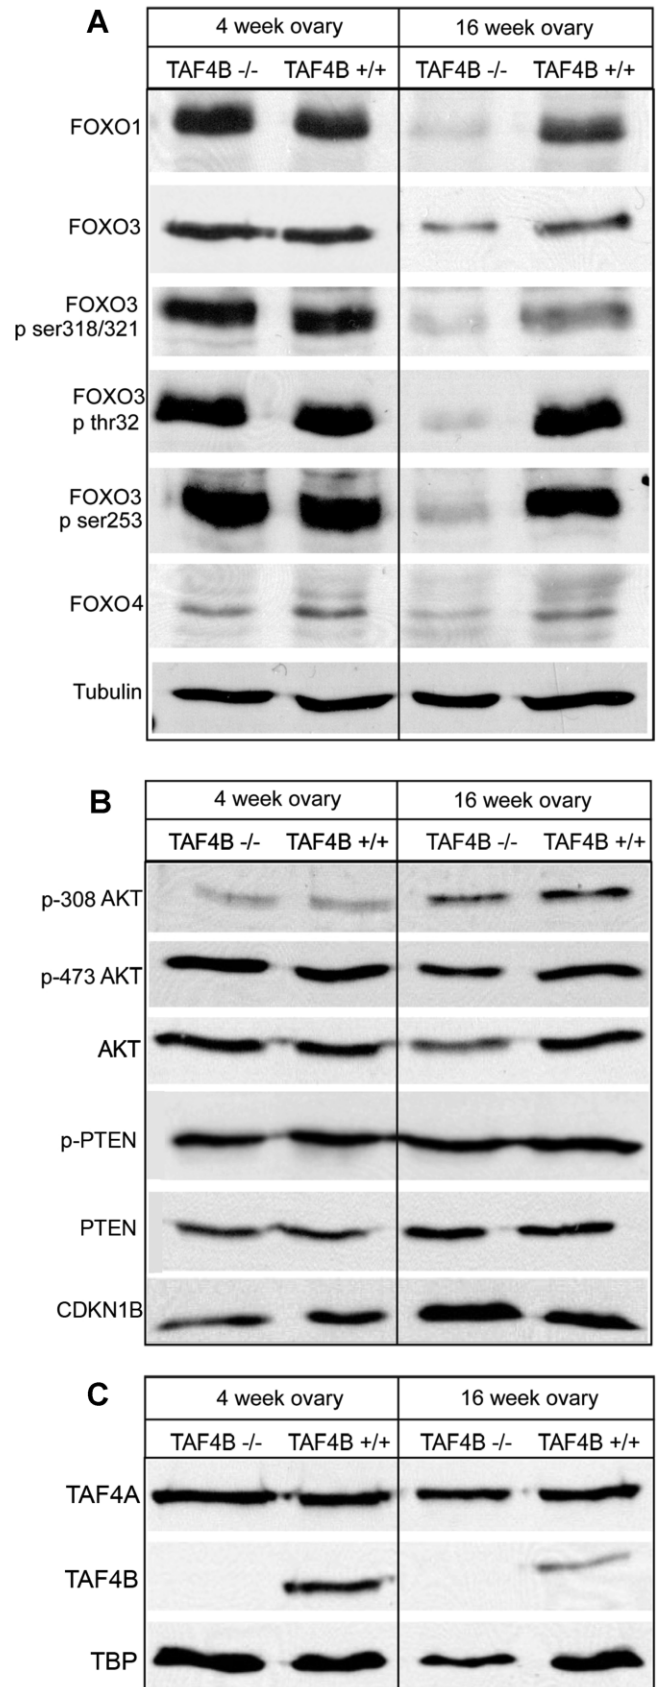 A
4 week ovary 16 week ovary
TAF4B -/- TAF4B +/+ TAF4B -/- TAF4B +/+
FOXO1
FOXO3
FOXO3
p ser318/321
FOXO3
p thr32
FOXO3
p ser253
FOXO4
Tubulin
B
4 week ovary 16 week ovary
TAF4B -/- TAF4B +/+ TAF4B -/- TAF4B +/+
p-308 AKT
p-473 AKT
AKT
p-PTEN
PTEN
CDKN1B
C
4 week ovary 16 week ovary
TAF4B -/- TAF4B +/+ TAF4B -/- TAF4B +/+
TAF4A
TAF4B
TBP